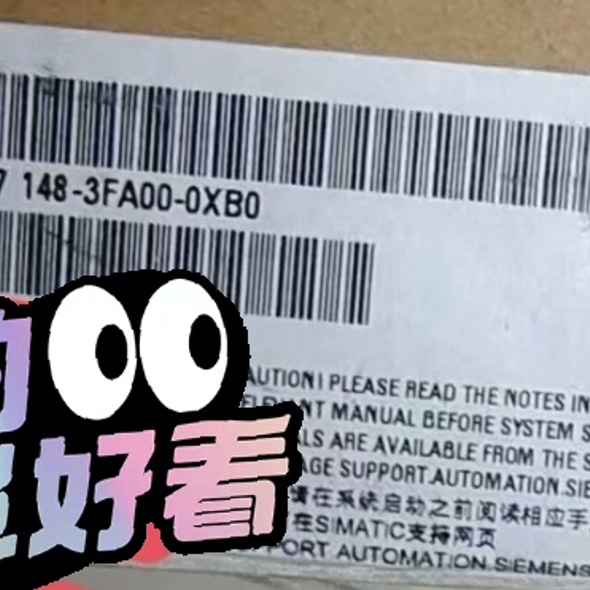 7 148-3FA00-0XB0
AUTION! PLEASE READ THE NOTES IN
NT MANUAL BEFORE SYSTEM S
ALS ARE AVAILABLE FROM THE S
AGE SUPPORT.AUTOMATION.SIE
请在系统启动之前阅读相应手
在SIMATIC支持网页
PORT AUTOMATION SIEMENS
的
好看